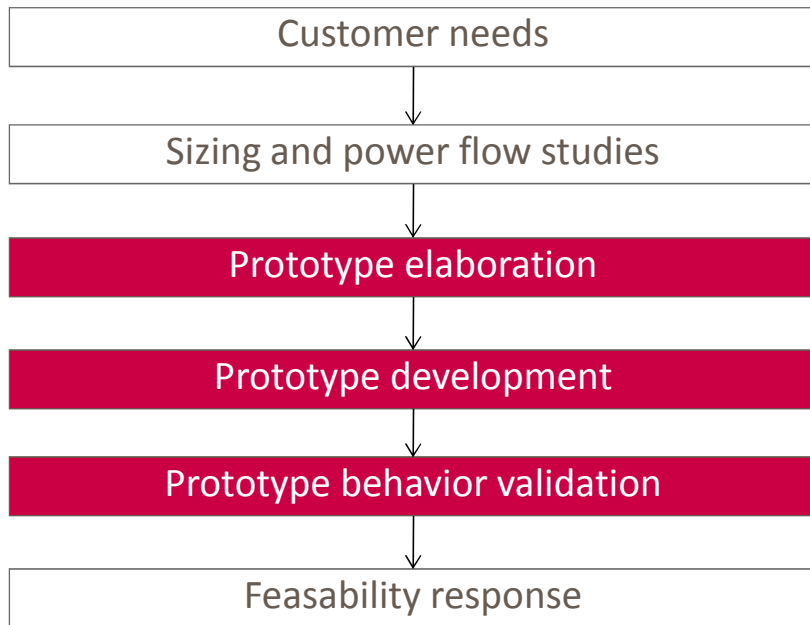 Customer needs
Sizing and power flow studies
Prototype elaboration
Prototype development
Prototype behavior validation
Feasability response